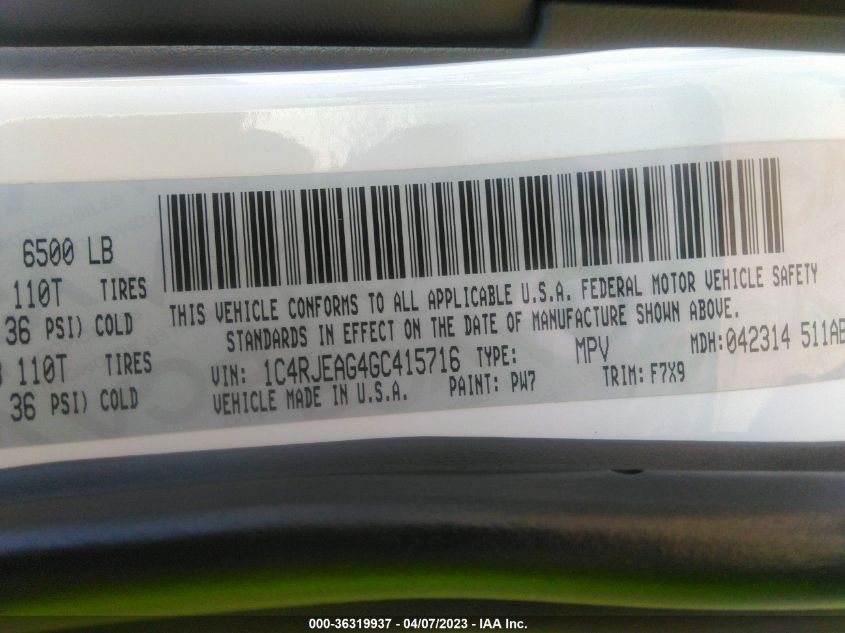 6500 LB
110T TIRES
36 PSI) COLD
110T TIRES
36 PSI) COLD
THIS VEHICLE CONFORMS TO ALL APPLICABLE U.S.A. FEDERAL MOTOR VEHICLE SAFETY
STANDARDS IN EFFECT ON THE DATE OF MANUFACTURE SHOWN ABOVE.
VIN: 1C4RJEAG4GC415716 TYPE: MPV MDH: 042314 511AB
VEHICLE MADE IN U.S.A. PAINT: PW7 TRIM: F7X9
000-36319937 - 04/07/2023 - IAA Inc.